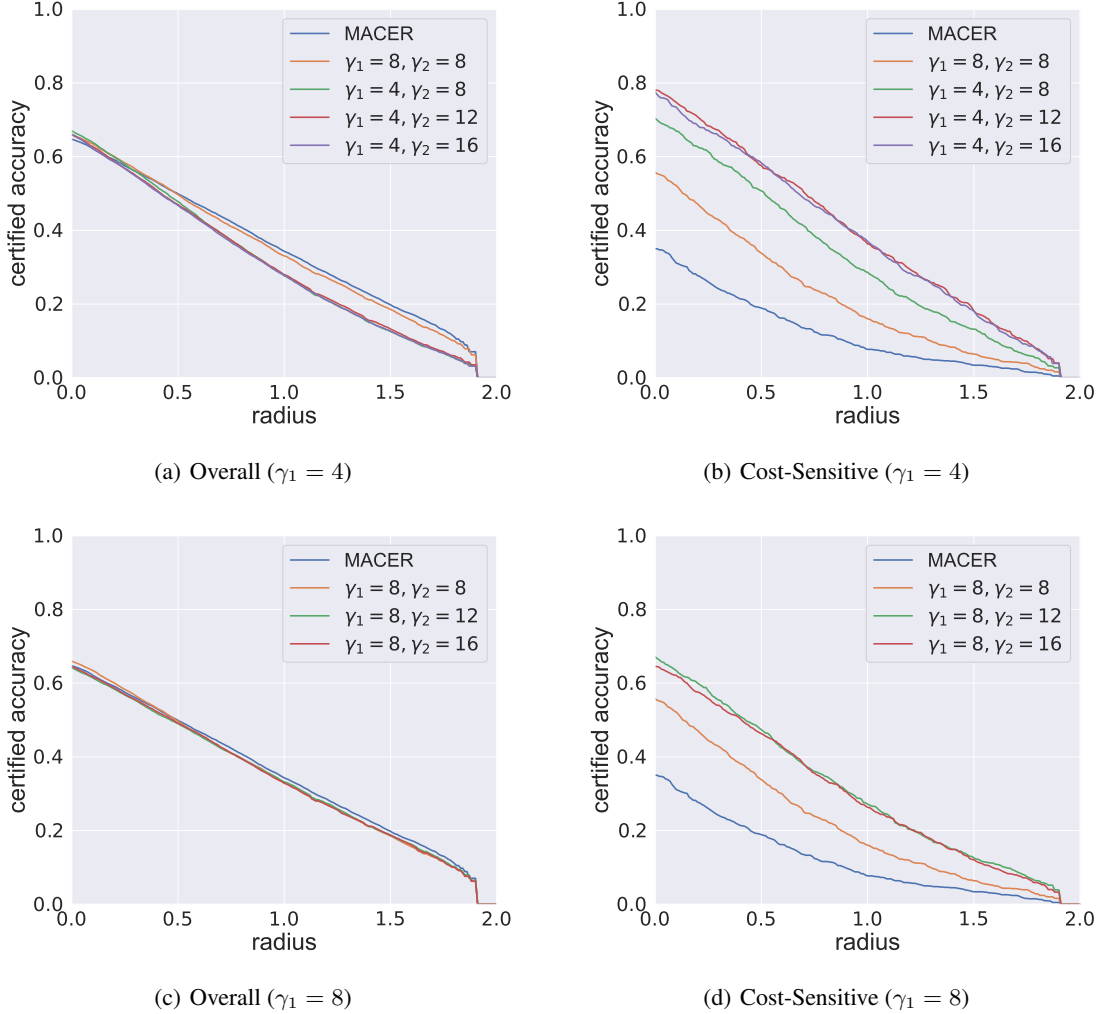 1.0
0.8
0.6
0.4
0.2
0.0
certified accuracy
0.0 0.5 1.0 1.5 2.0
radius
MACER
γ₁ = 8, γ₂ = 8
γ₁ = 4, γ₂ = 8
γ₁ = 4, γ₂ = 12
γ₁ = 4, γ₂ = 16
(a) Overall (γ₁ = 4)
1.0
0.8
0.6
0.4
0.2
0.0
certified accuracy
0.0 0.5 1.0 1.5 2.0
radius
MACER
γ₁ = 8, γ₂ = 8
γ₁ = 4, γ₂ = 8
γ₁ = 4, γ₂ = 12
γ₁ = 4, γ₂ = 16
(b) Cost-Sensitive (γ₁ = 4)
1.0
0.8
0.6
0.4
0.2
0.0
certified accuracy
0.0 0.5 1.0 1.5 2.0
radius
MACER
γ₁ = 8, γ₂ = 8
γ₁ = 8, γ₂ = 12
γ₁ = 8, γ₂ = 16
(c) Overall (γ₁ = 8)
1.0
0.8
0.6
0.4
0.2
0.0
certified accuracy
0.0 0.5 1.0 1.5 2.0
radius
MACER
γ₁ = 8, γ₂ = 8
γ₁ = 8, γ₂ = 12
γ₁ = 8, γ₂ = 16
(d) Cost-Sensitive (γ₁ = 8)